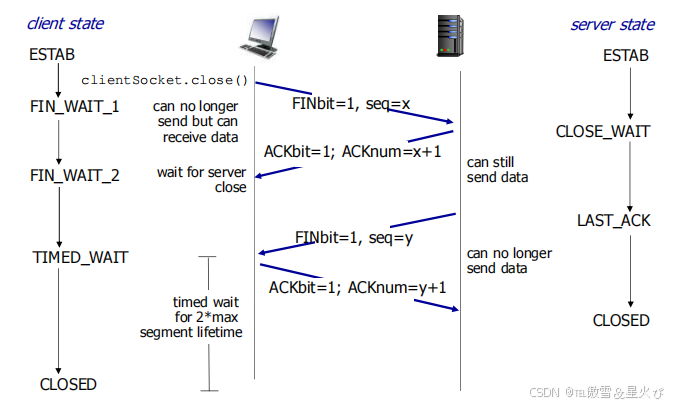 client state
server state
ESTAB
ESTAB
clientSocket.close()
FIN_WAIT_1
can no longer
send but can
receive data
FINbit=1, seq=x
CLOSE_WAIT
ACKbit=1; ACKnum=x+1
FIN_WAIT_2
wait for server
close
can still
send data
LAST_ACK
FINbit=1, seq=y
TIMED_WAIT
can no longer
send data
ACKbit=1; ACKnum=y+1
timed wait
for 2*max
segment lifetime
CLOSED
CLOSED
CSDN @℡傲雪&星火ぴ